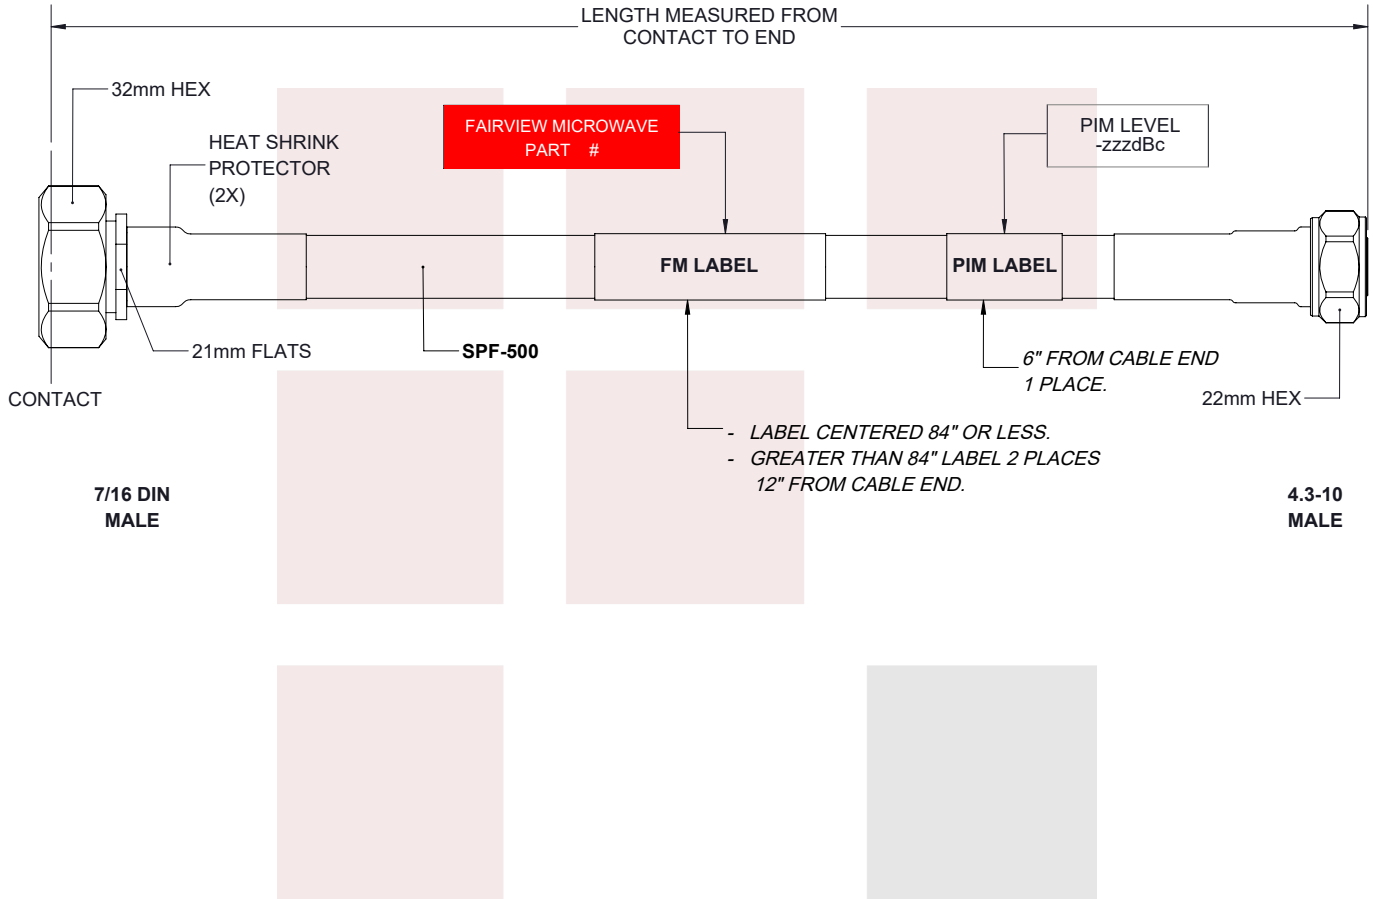 LENGTH MEASURED FROM
CONTACT TO END
32mm HEX
HEAT SHRINK
PROTECTOR
(2X)
FAIRVIEW MICROWAVE
PART #
PIM LEVEL
-zzzdBc
FM LABEL
PIM LABEL
21mm FLATS
SPF-500
6" FROM CABLE END
1 PLACE.
CONTACT
22mm HEX
- LABEL CENTERED 84" OR LESS.
- GREATER THAN 84" LABEL 2 PLACES
12" FROM CABLE END.
7/16 DIN
MALE
4.3-10
MALE